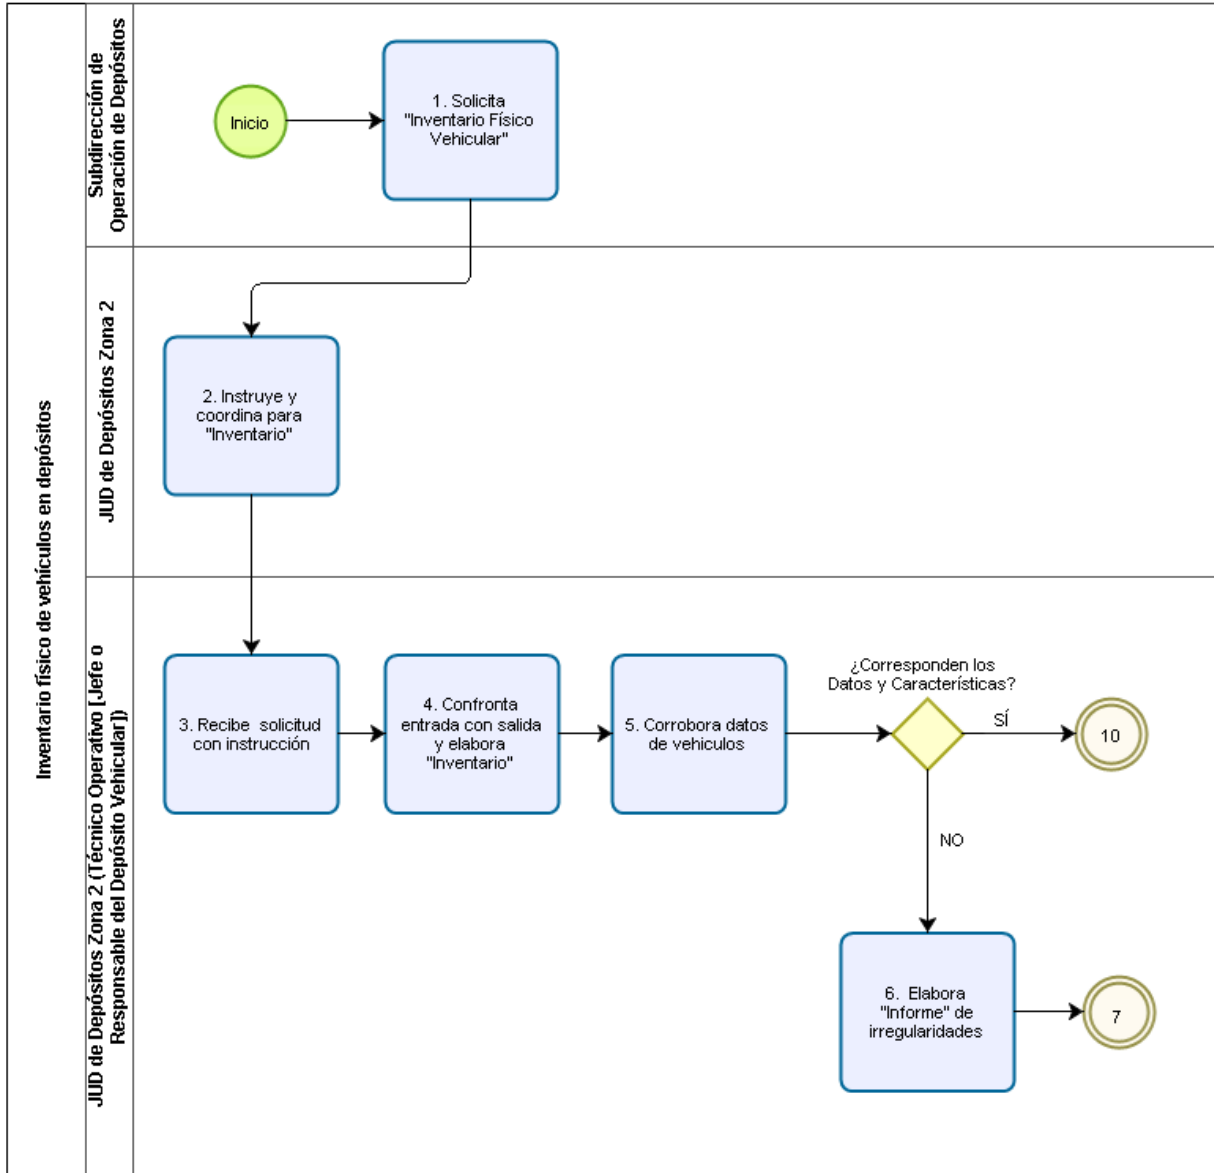 Inventario físico de vehículos en depósitos
Subdirección de
Operación de Depósitos
Inicio
1. Solicita
"Inventario Físico
Vehicular"
JUD de Depósitos Zona 2
2. Instruye y
coordina para
"Inventario"
JUD de Depósitos Zona 2 (Técnico Operativo [Jefe o
Responsable del Depósito Vehicular])
3. Recibe solicitud
con instrucción
4. Confronta
entrada con salida
y elabora
"Inventario"
5. Corrobora datos
de vehiculos
¿Corresponden los
Datos y Características?
SÍ
10
NO
6. Elabora
"Informe" de
irregularidades
7